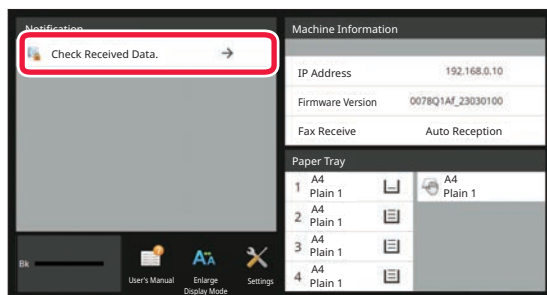 Notification
Check Received Data.
Machine Information
IP Address 192.168.0.10
Firmware Version 0078Q1Af_23030100
Fax Receive Auto Reception
Paper Tray
1 A4
Plain 1
A4
Plain 1
2 A4
Plain 1
3 A4
Plain 1
4 A4
Plain 1
Bk
User's Manual
Enlarge
Display Mode
Settings